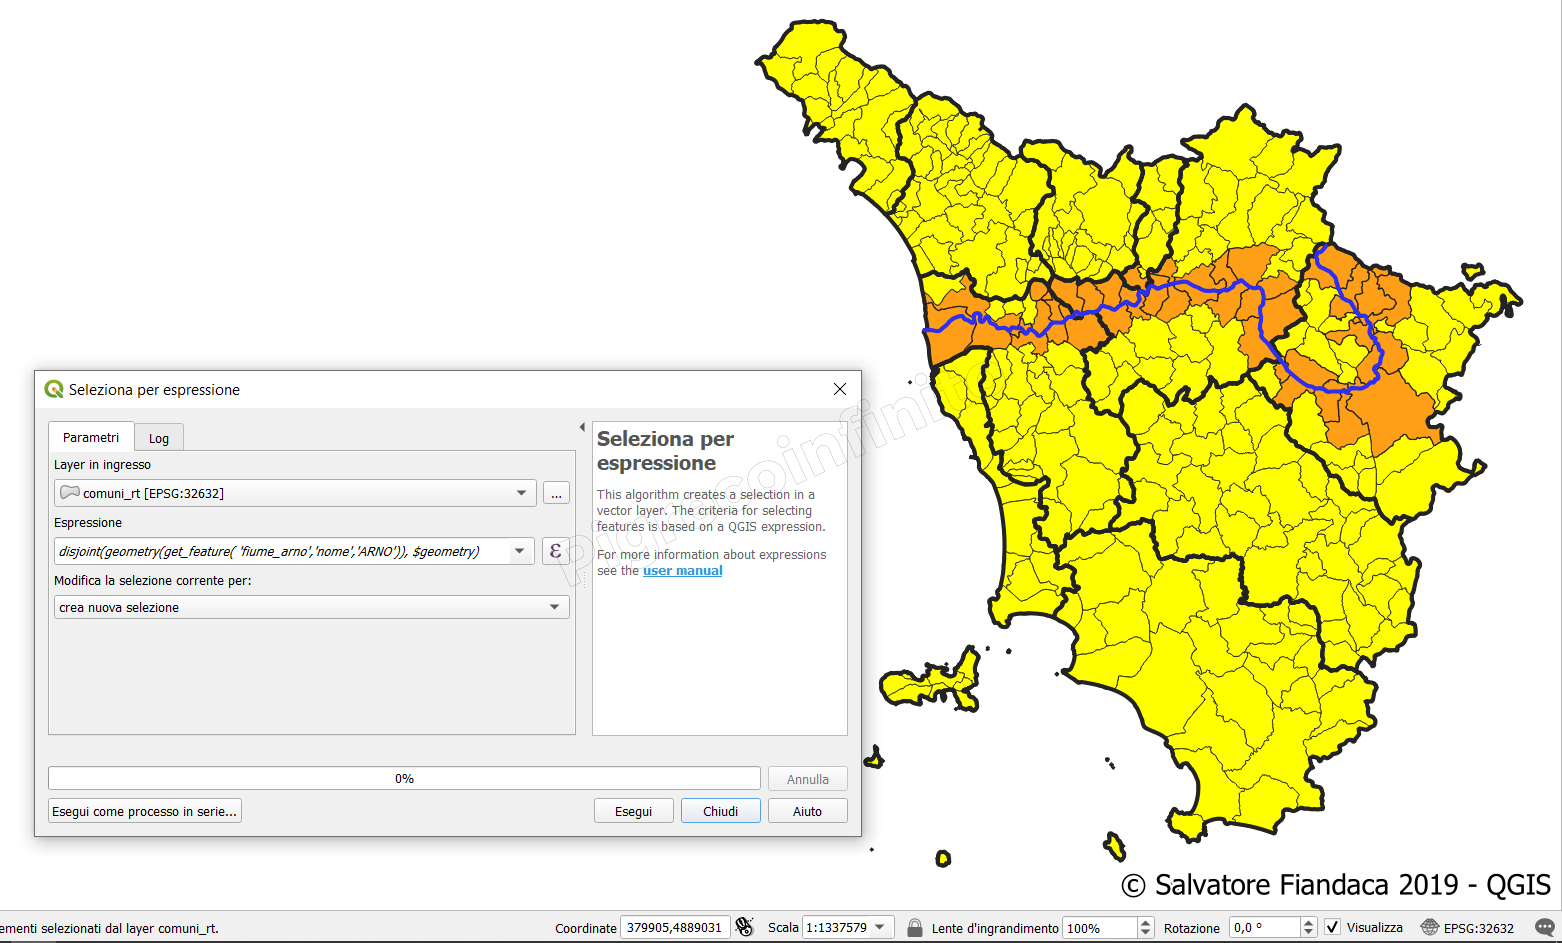 Seleziona per espressione
Parametri
Log
Layer in ingresso
comuni_rt [EPSG:32632]
...
Espressione
disjoint(geometry(get_feature( 'fiume_arno','nome','ARNO')), $geometry)
ε
Modifica la selezione corrente per:
crea nuova selezione
Seleziona per
espressione
This algorithm creates a selection in a
vector layer. The criteria for selecting
features is based on a QGIS expression.
For more information about expressions
see the user manual
0%
Annulla
Esegui come processo in serie...
Esegui
Chiudi
Aiuto
Pigrecoinfinito
© Salvatore Fiandaca 2019 - QGIS
ementi selezionati dal layer comuni_rt.
Coordinate 379905,4889031
Scala 1:1337579
Lente d'ingrandimento 100%
Rotazione 0,0 °
Visualizza
EPSG:32632